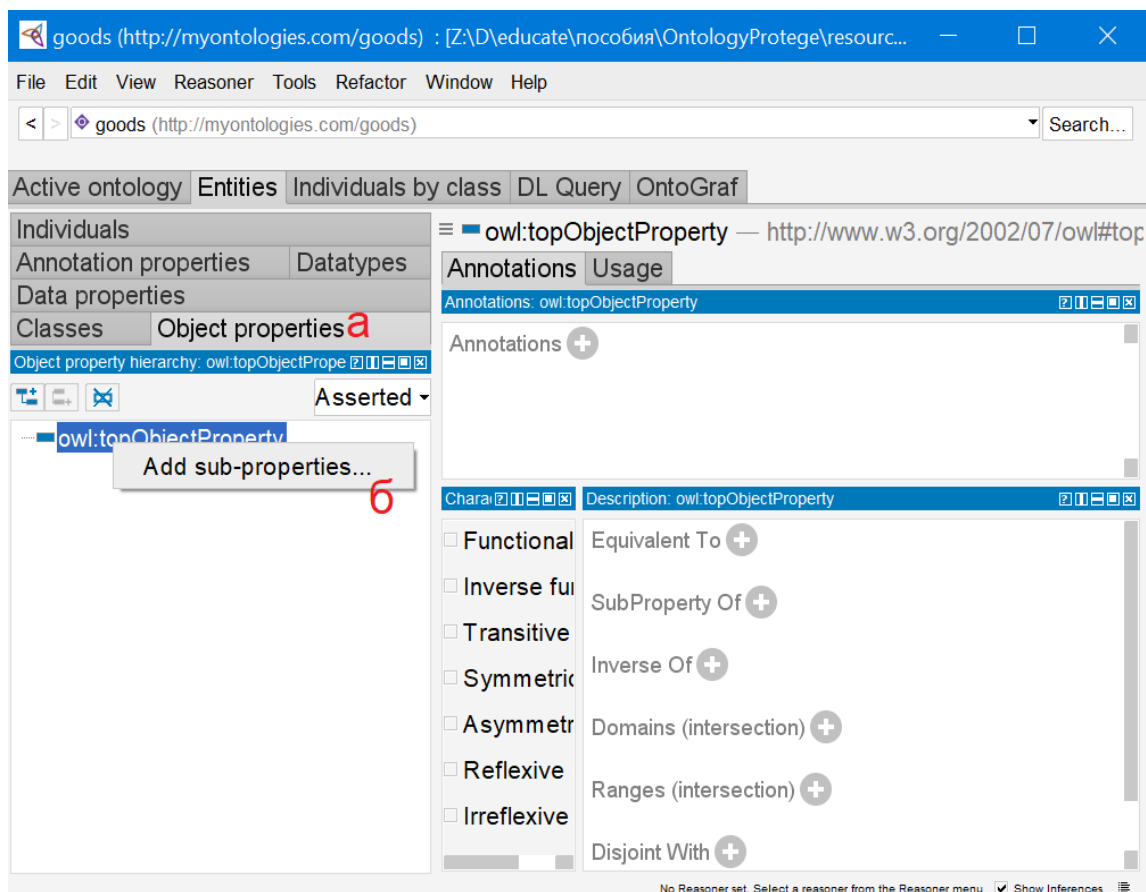 goods (http://myontologies.com/goods) : [Z:\D\educate\пособия\OntologyProtege\resourc...
File Edit View Reasoner Tools Refactor Window Help
< > goods (http://myontologies.com/goods) Search...
Active ontology Entities Individuals by class DL Query OntoGraf
Individuals
Annotation properties Datatypes
Data properties
Classes Object properties а
Object property hierarchy: owl:topObjectPrope
Asserted
owl:topObjectProperty
Add sub-properties...
б
owl:topObjectProperty — http://www.w3.org/2002/07/owl#top
Annotations Usage
Annotations: owl:topObjectProperty
Annotations
Chara
Functional
Inverse fu
Transitive
Symmetric
Asymmetr
Reflexive
Irreflexive
Description: owl:topObjectProperty
Equivalent To
SubProperty Of
Inverse Of
Domains (intersection)
Ranges (intersection)
Disjoint With
No Reasoner set. Select a reasoner from the Reasoner menu Show Inferences